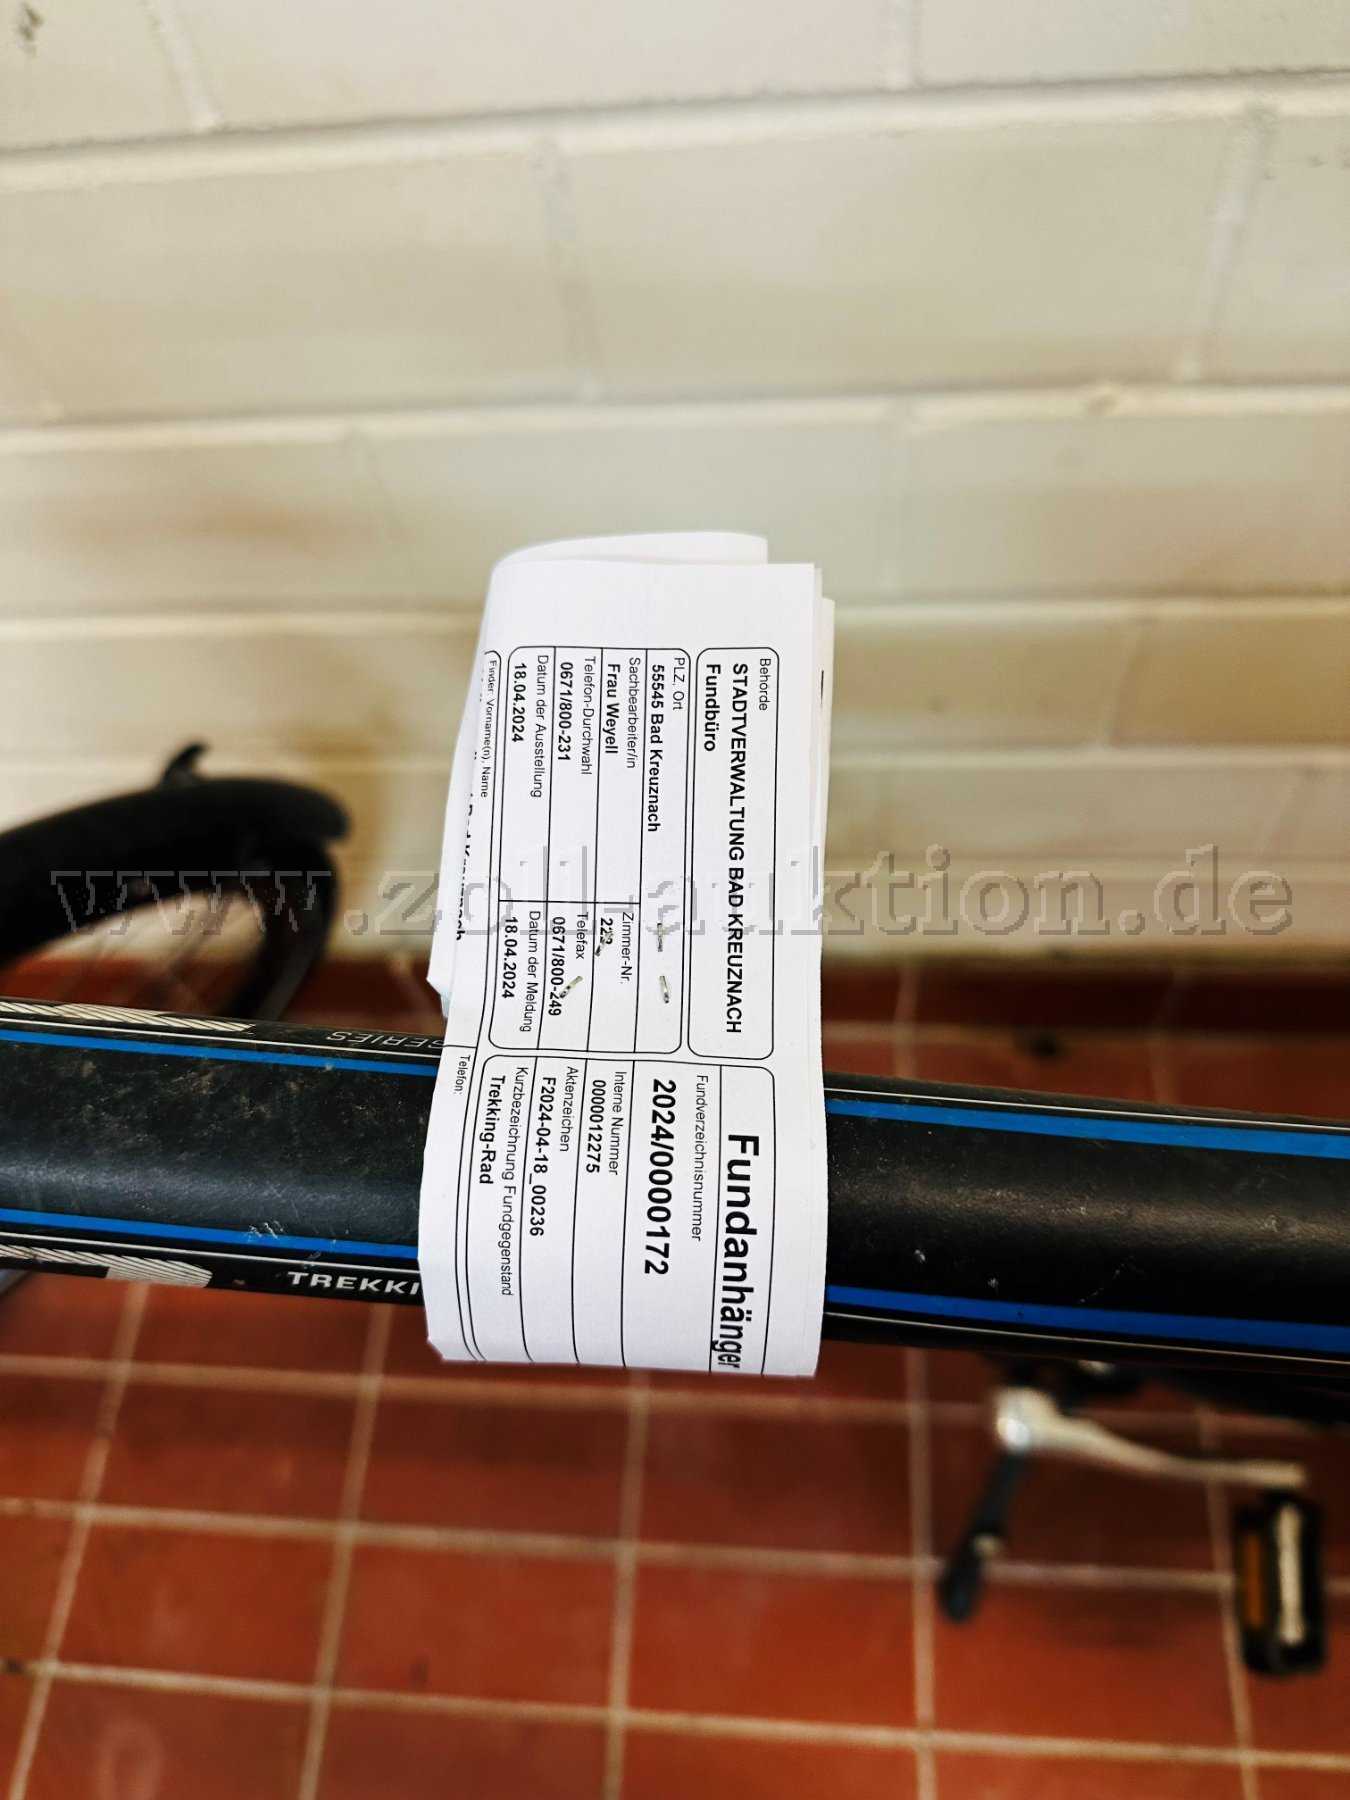 Behörde
STADTVERWALTUNG BAD KREUZNACH
Fundbüro
PLZ, Ort
55545 Bad Kreuznach
Sachbearbeiter/in
Frau Weyell
Zimmer-Nr.
Telefon-Durchwahl
0671/800-231
Telefax
0671/800-249
Datum der Ausstellung
18.04.2024
Datum der Meldung
18.04.2024
Finder: Vorname(n), Name
Telefon:
Fundanhänger
Fundverzeichnisnummer
2024/0000172
Interne Nummer
0000012275
Aktenzeichen
F2024-04-18_00236
Kurzbezeichnung Fundgegenstand
Trekking-Rad
SERIES
TREKKI
www.zoll-auktion.de